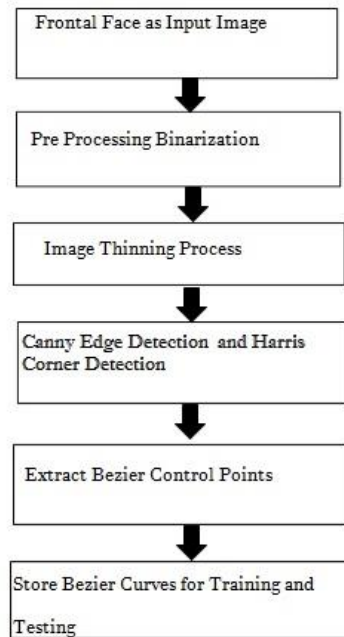 Frontal Face as Input Image
Pre Processing Binarization
Image Thinning Process
Canny Edge Detection and Harris
Corner Detection
Extract Bezier Control Points
Store Bezier Curves for Training and
Testing